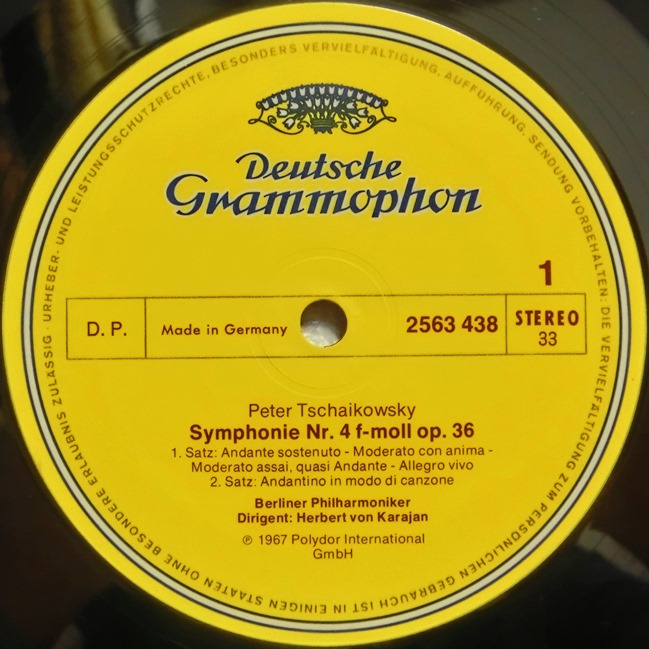 Deutsche
Grammophon
1
D. P.
Made in Germany
2563 438
STEREO
33
Peter Tschaikowsky
Symphonie Nr. 4 f-moll op. 36
1. Satz: Andante sostenuto - Moderato con anima -
Moderato assai, quasi Andante - Allegro vivo
2. Satz: Andantino in modo di canzone
Berliner Philharmoniker
Dirigent: Herbert von Karajan
℗ 1967 Polydor International
GmbH
URHEBER- UND LEISTUNGSSCHUTZRECHTE, BESONDERS VERVIELFÄLTIGUNG, AUFFÜHRUNG, SENDUNG VORBEHALTEN: DIE VERVIELFÄLTIGUNG ZUM PERSÖNLICHEN GEBRAUCH IST IN EINIGEN STAATEN OHNE BESONDERE ERLAUBNIS ZULÄSSIG ·